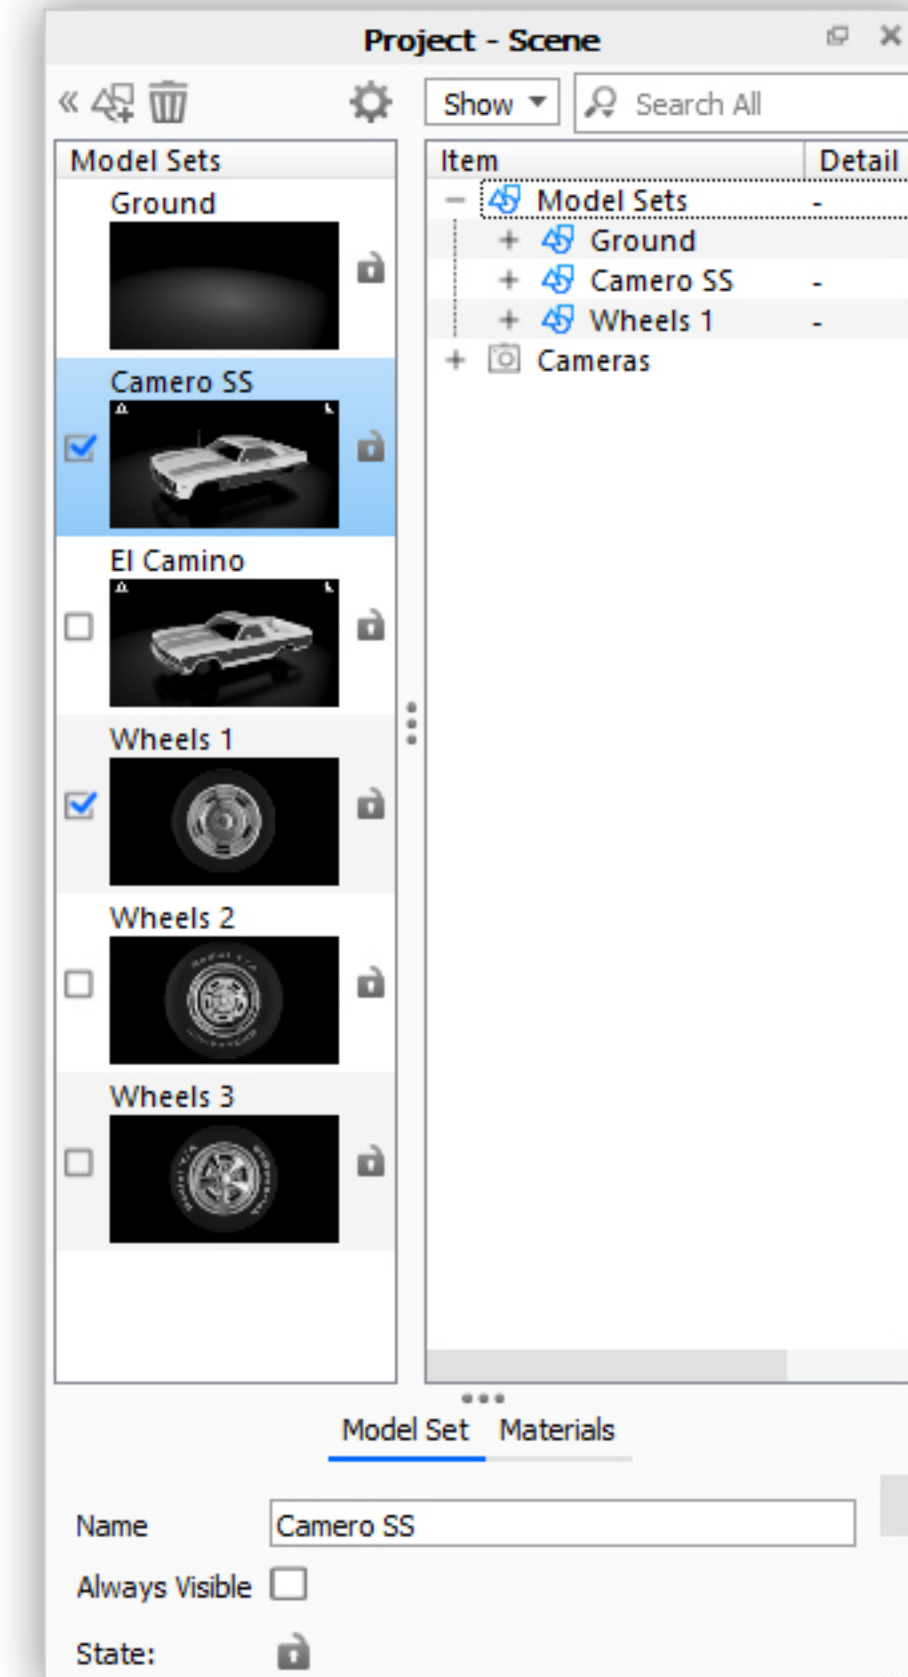 Project - Scene
Show
Search All
Model Sets
Ground
Camero SS
El Camino
Wheels 1
Wheels 2
Wheels 3
Item Detail
Model Sets -
Ground
Camero SS -
Wheels 1 -
Cameras
Model Set Materials
Name Camero SS
Always Visible
State: